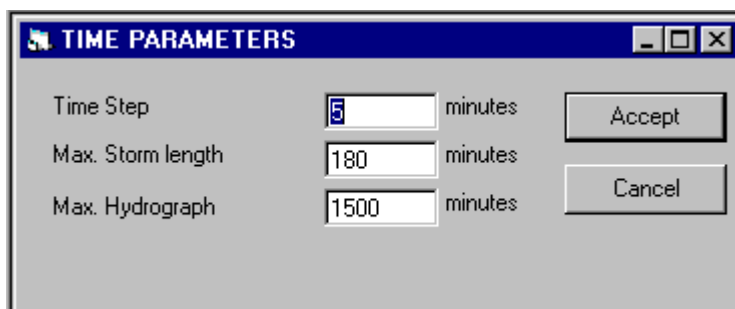 TIME PARAMETERS
Time Step 5 minutes Accept
Max. Storm length 180 minutes
Max. Hydrograph 1500 minutes Cancel